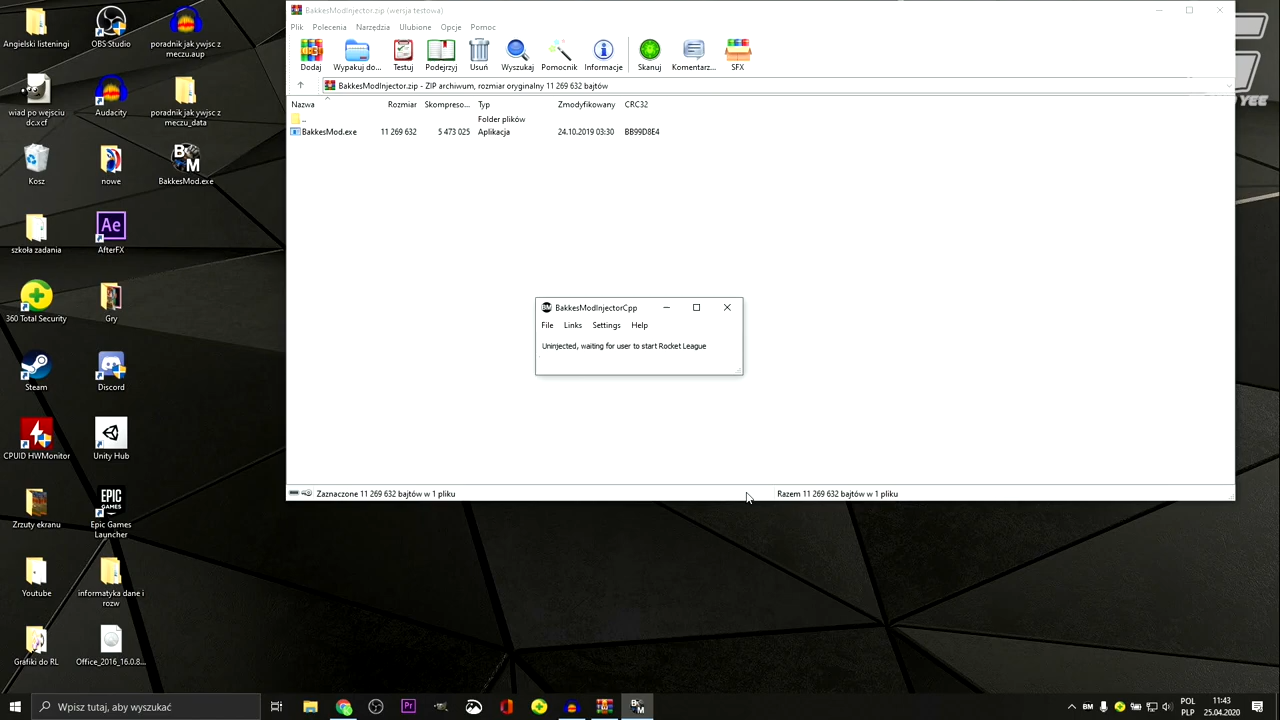 Angielski listeningi
OBS Studio
poradnik jak ywjsc z
meczu.aup
wiad po wejsciu
dc.xcf
Audacity
poradnik jak ywjsc z
meczu_data
Kosz
nowe
BakkesMod.exe
szkoła zadania
AfterFX
360 Total Security
Gry
Steam
Discord
CPUID HWMonitor
Unity Hub
Zrzuty ekranu
Epic Games
Launcher
Youtube
informatyka dane i
rozw
Grafiki do RL
Office_2016_16.0.8...
BakkesModInjector.zip (wersja testowa)
Plik Polecenia Narzędzia Ulubione Opcje Pomoc
Dodaj Wypakuj do... Testuj Podejrzyj Usuń Wyszukaj Pomocnik Informacje Skanuj Komentarz... SFX
BakkesModInjector.zip - ZIP archiwum, rozmiar oryginalny 11 269 632 bajtów
Nazwa Rozmiar Skompreso... Typ Zmodyfikowany CRC32
.. Folder plików
BakkesMod.exe 11 269 632 5 473 025 Aplikacja 24.10.2019 03:30 BB99D8E4
BakkesModInjectorCpp
File Links Settings Help
Uninjected, waiting for user to start Rocket League
Zaznaczone 11 269 632 bajtów w 1 pliku Razem 11 269 632 bajtów w 1 pliku
YEE
Wpisz tutaj, aby wyszukać
POL
PLP
11:43
25.04.2020